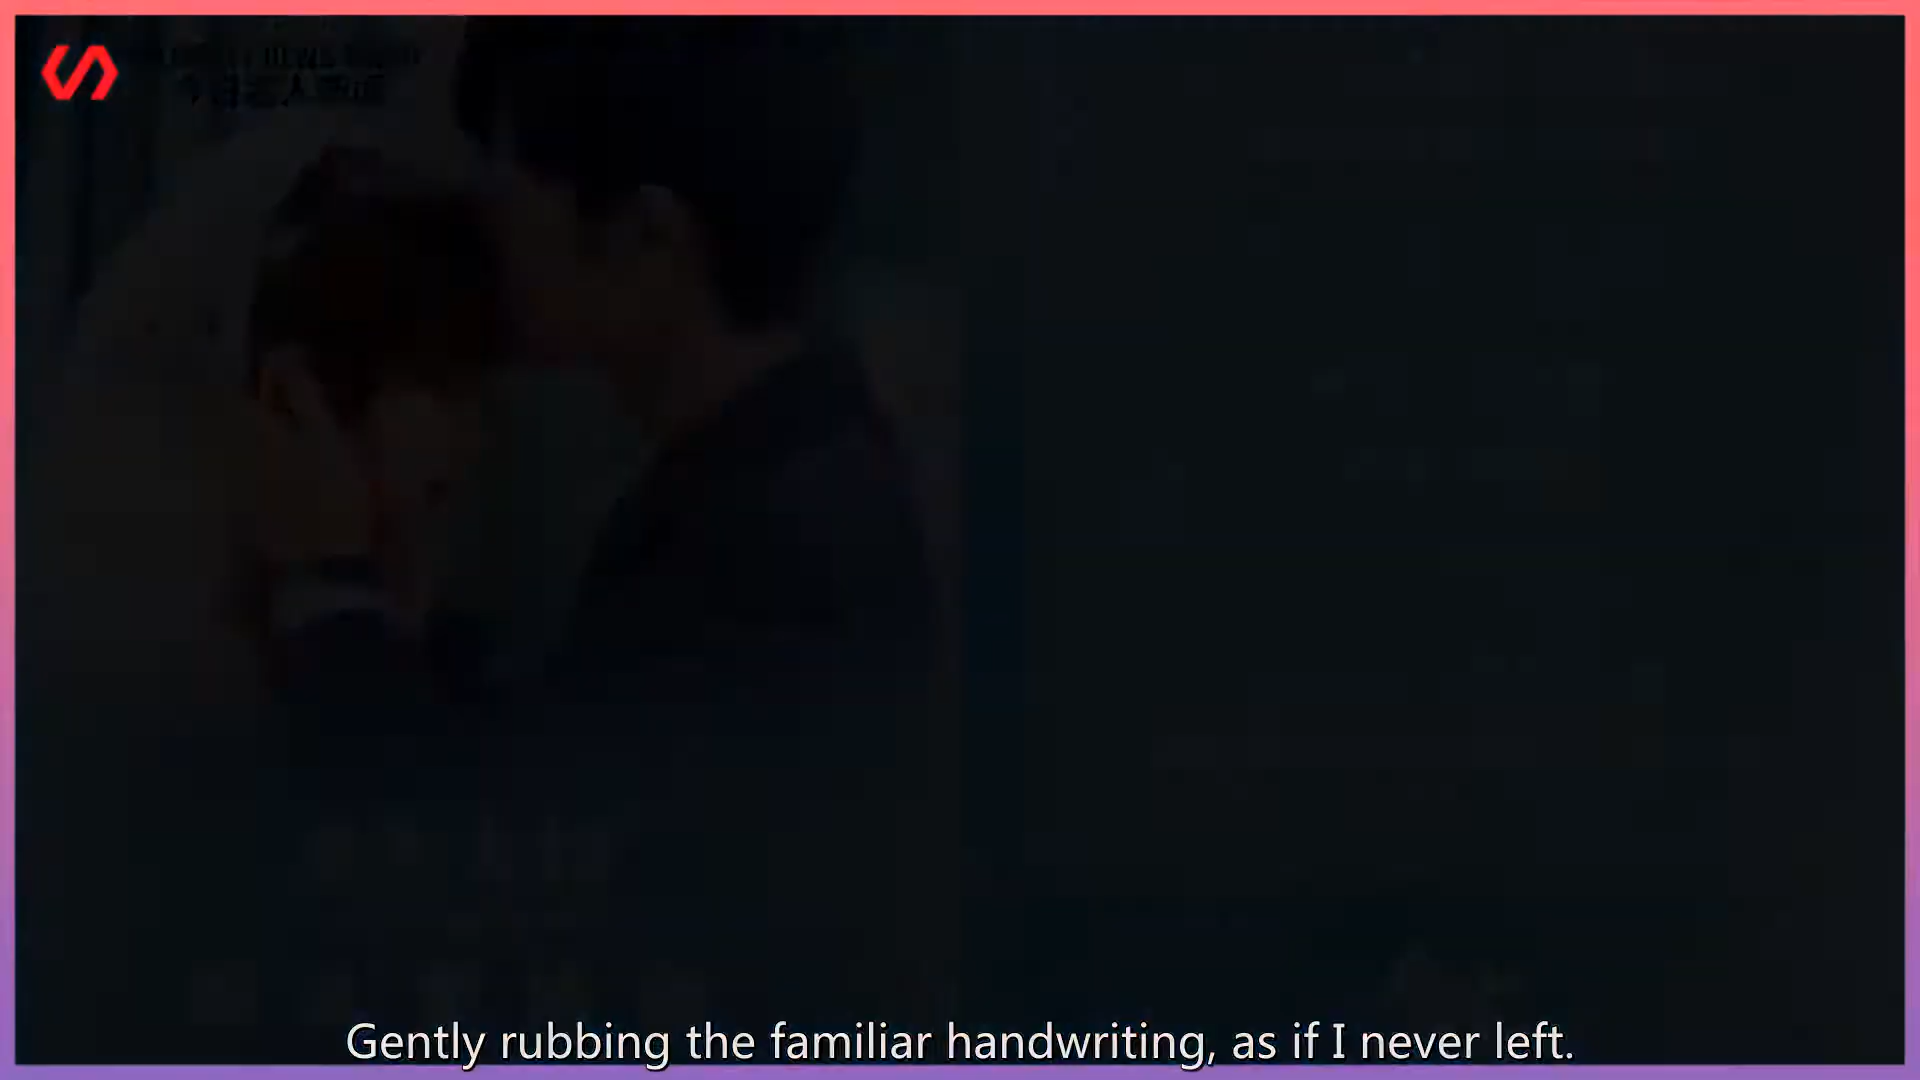 Gently rubbing the familiar handwriting, as if I never left.